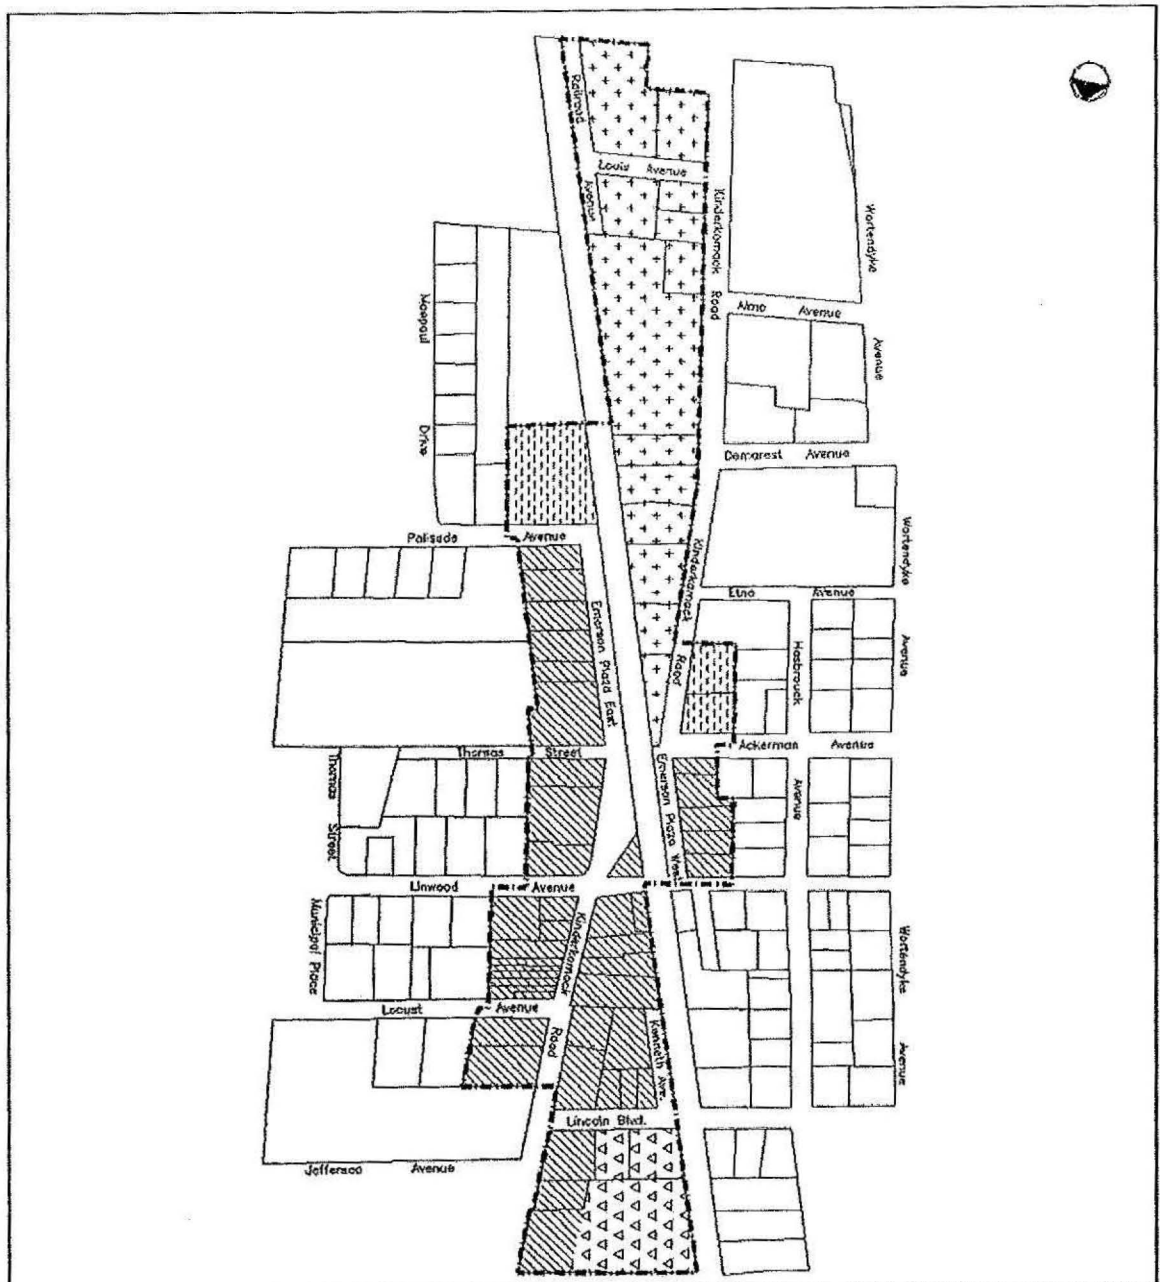 Railroad
Avenue
Louis Avenue
Kinderkamack
Road
Wortendyke
Alma Avenue
Avenue
Demarest Avenue
Drive
Palisade Avenue
Kinderkamack
Road
Wortendyke
Avenue
Etna Avenue
Hasbrouck
Avenue
Emerson Plaza East
Thomas Street
Ackerman Avenue
Thomas
Street
Emerson Plaza West
Linwood Avenue
Municipal Place
Kinderkamack
Road
Locust Avenue
Kenneth Ave.
Wortendyke
Avenue
Lincoln Blvd.
Jefferso Avenue